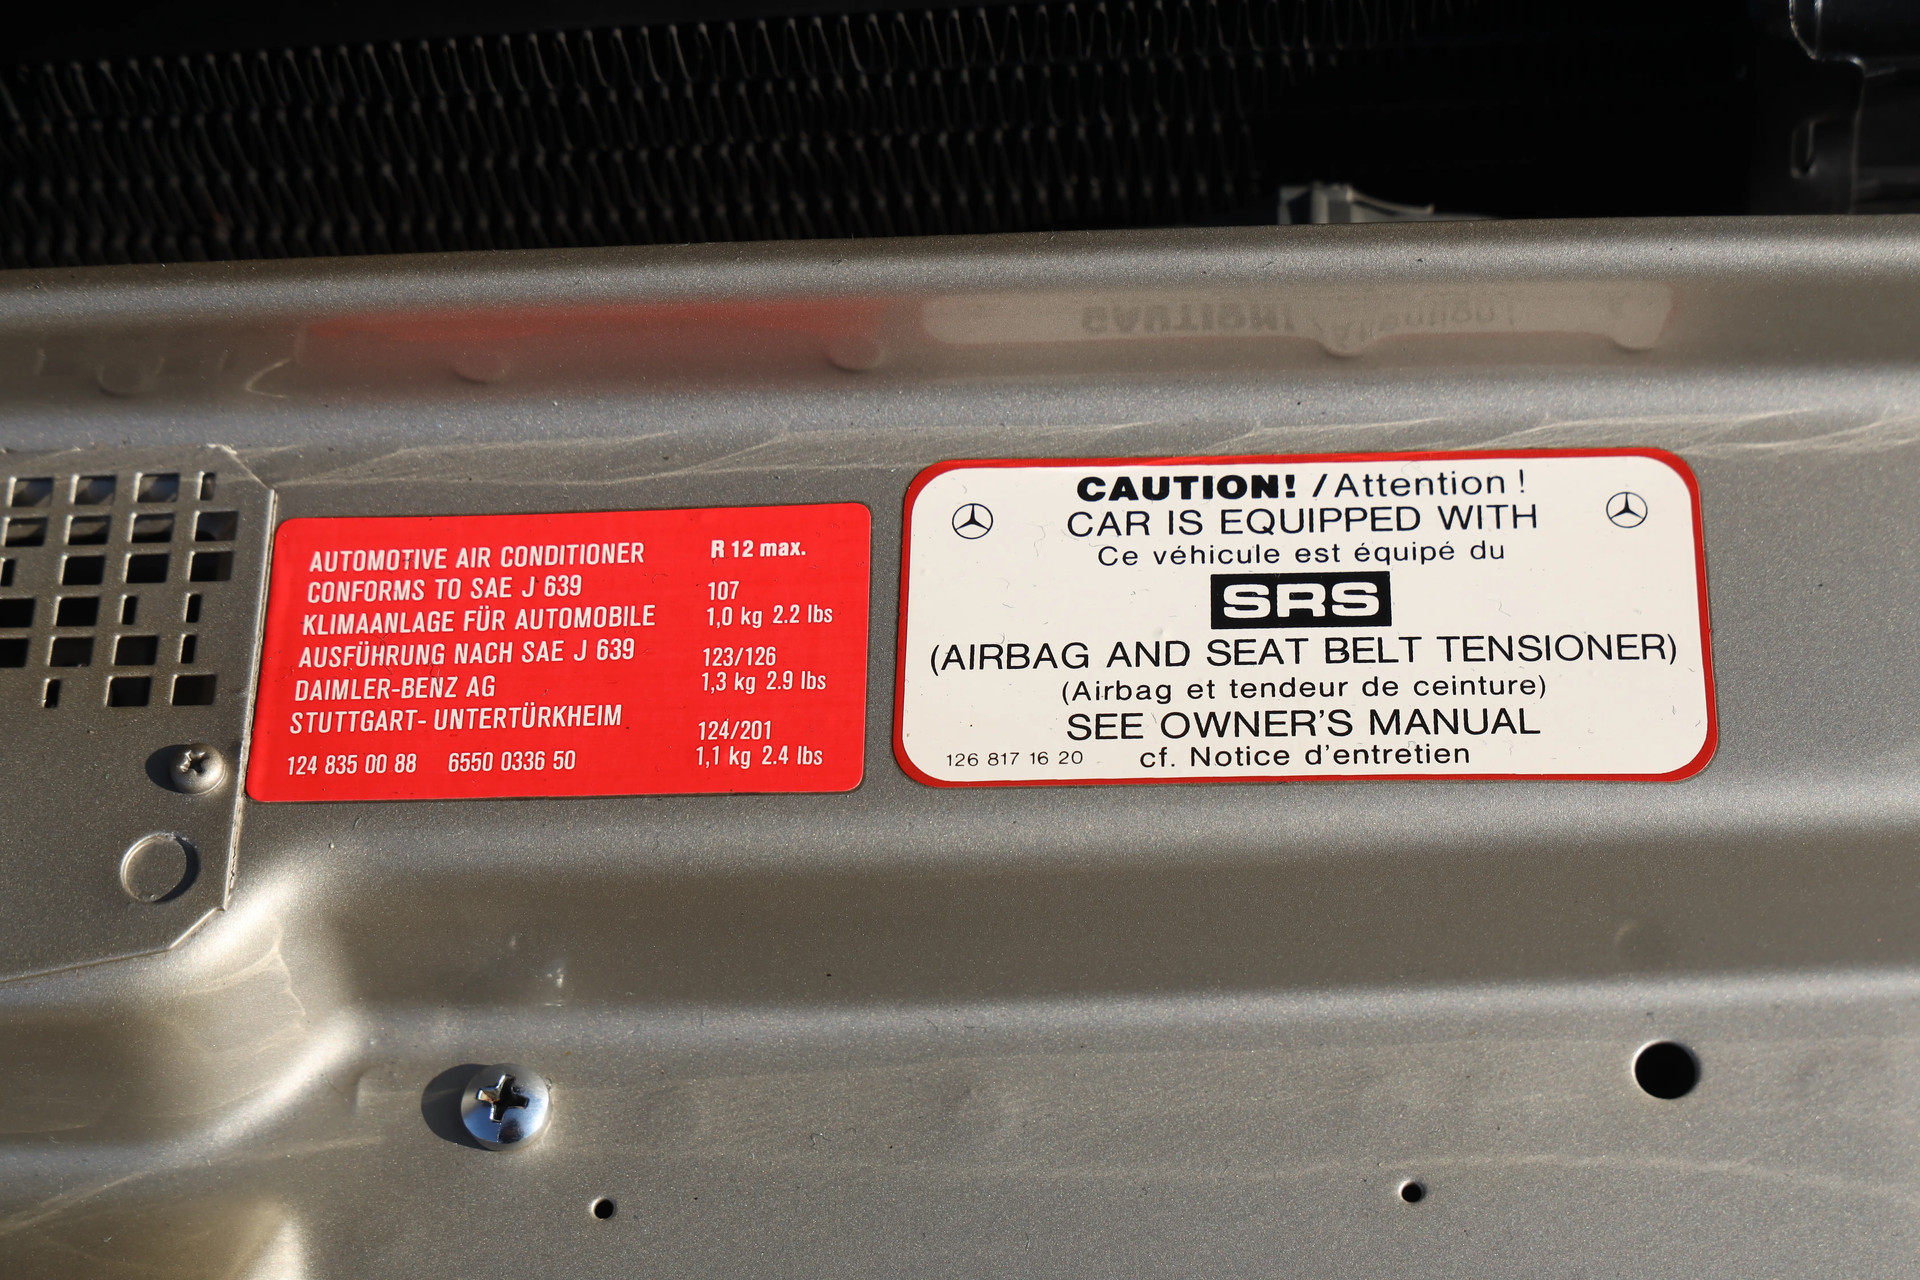 AUTOMOTIVE AIR CONDITIONER
CONFORMS TO SAE J 639
KLIMAANLAGE FÜR AUTOMOBILE
AUSFÜHRUNG NACH SAE J 639
DAIMLER-BENZ AG
STUTTGART- UNTERTÜRKHEIM
124 835 00 88 6550 0336 50
R 12 max.
107
1,0 kg 2.2 lbs
123/126
1,3 kg 2.9 lbs
124/201
1,1 kg 2.4 lbs
CAUTION! /Attention !
CAR IS EQUIPPED WITH
Ce véhicule est équipé du
SRS
(AIRBAG AND SEAT BELT TENSIONER)
(Airbag et tendeur de ceinture)
SEE OWNER'S MANUAL
126 817 16 20 cf. Notice d'entretien